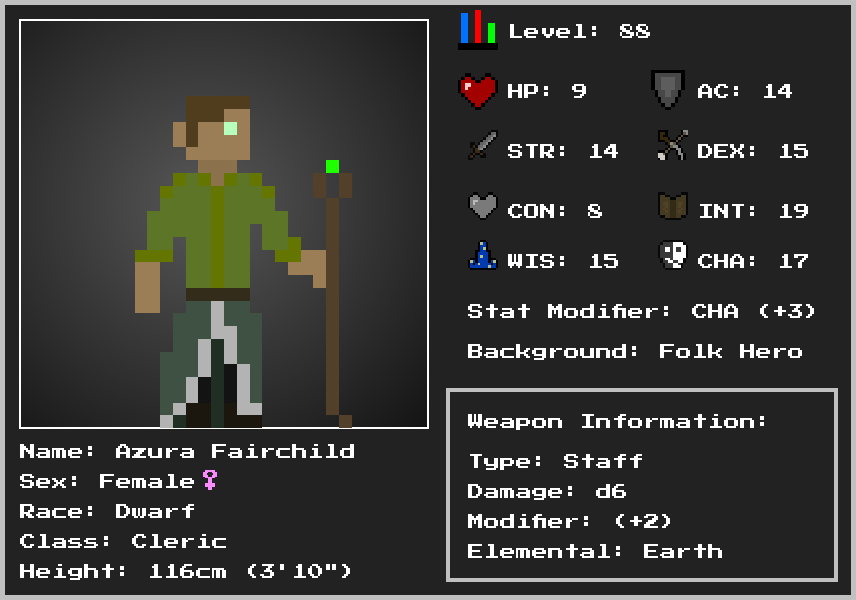 Level: 88
HP: 9 AC: 14
STR: 14 DEX: 15
CON: 8 INT: 19
WIS: 15 CHA: 17
Stat Modifier: CHA (+3)
Background: Folk Hero
Weapon Information:
Type: Staff
Damage: d6
Modifier: (+2)
Elemental: Earth
Name: Azura Fairchild
Sex: Female♀
Race: Dwarf
Class: Cleric
Height: 116cm (3'10")